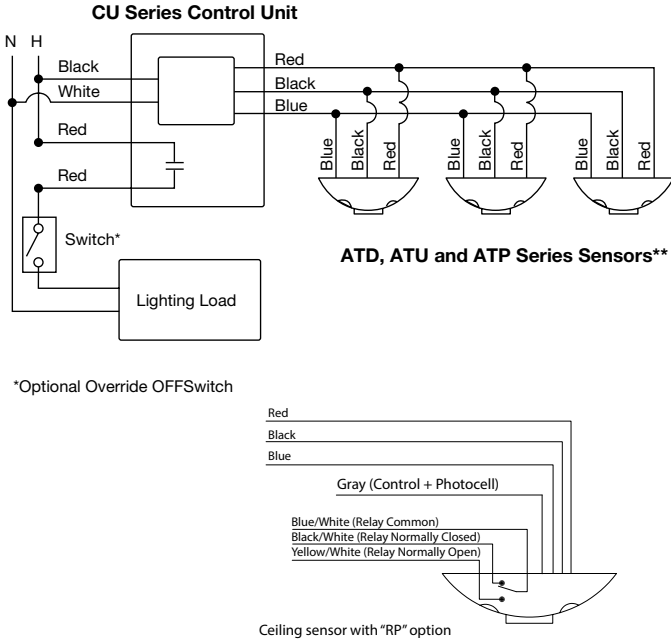 CU Series Control Unit
N H
Black
White
Red
Red
Red
Black
Blue
Blue
Black
Red
Blue
Black
Red
Blue
Black
Red
Switch*
Lighting Load
ATD, ATU and ATP Series Sensors**
*Optional Override OFFSwitch
Red
Black
Blue
Gray (Control + Photocell)
Blue/White (Relay Common)
Black/White (Relay Normally Closed)
Yellow/White (Relay Normally Open)
Ceiling sensor with "RP" option